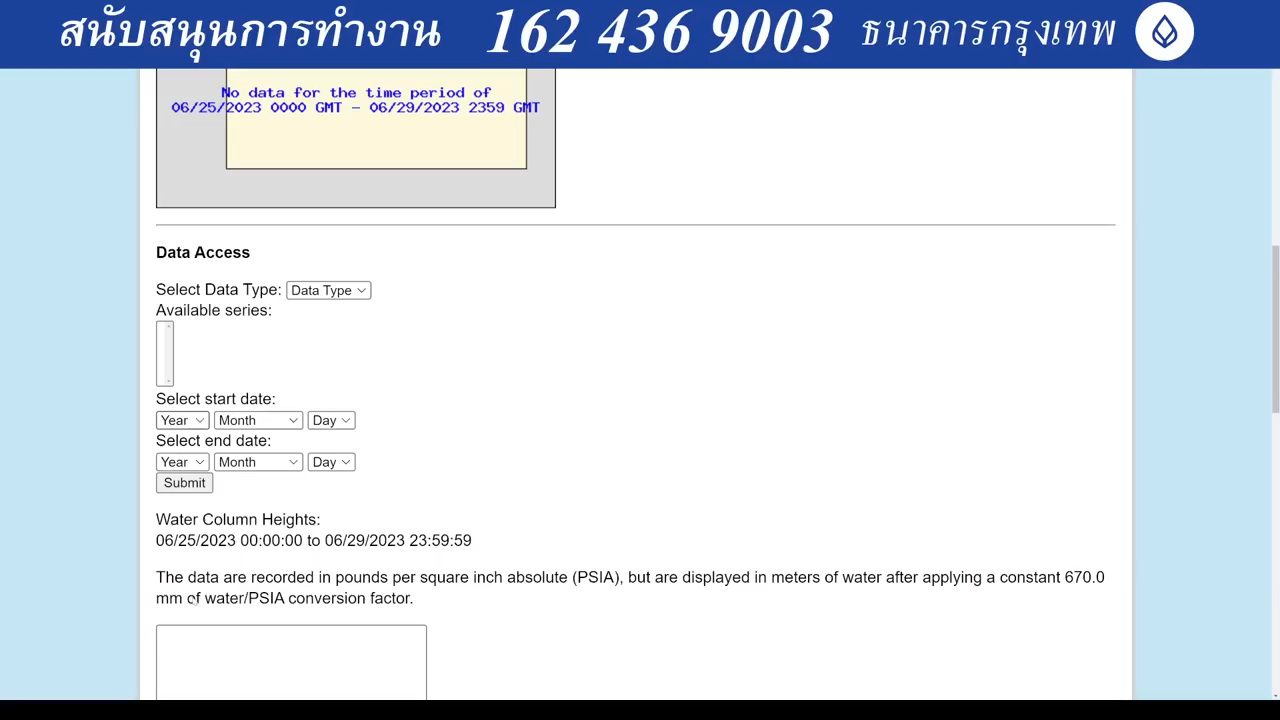 สนับสนุนการทำงาน 162 436 9003 ธนาคารกรุงเทพ
No data for the time period of
06/25/2023 0000 GMT - 06/29/2023 2359 GMT
Data Access
Select Data Type: Data Type
Available series:
Select start date:
Year Month Day
Select end date:
Year Month Day
Submit
Water Column Heights:
06/25/2023 00:00:00 to 06/29/2023 23:59:59
The data are recorded in pounds per square inch absolute (PSIA), but are displayed in meters of water after applying a constant 670.0
mm of water/PSIA conversion factor.